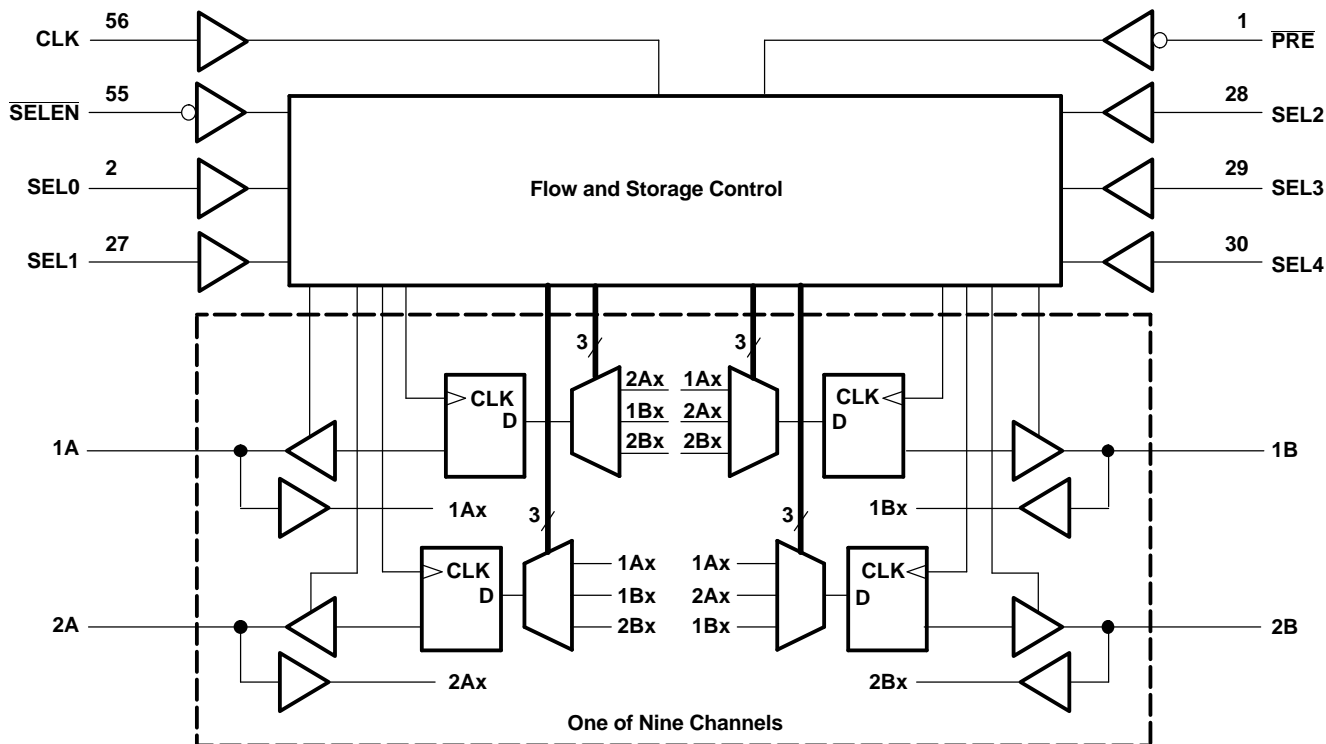 CLK 56
1 PRE
SELEN 55
28 SEL2
SEL0 2
Flow and Storage Control
29 SEL3
SEL1 27
30 SEL4
3
3
CLK
D
2Ax
1Bx
2Bx
1Ax
2Ax
2Bx
CLK
D
1A
1B
1Ax
1Bx
3
3
CLK
D
1Ax
1Bx
2Bx
1Ax
2Ax
1Bx
CLK
D
2A
2B
2Ax
2Bx
One of Nine Channels